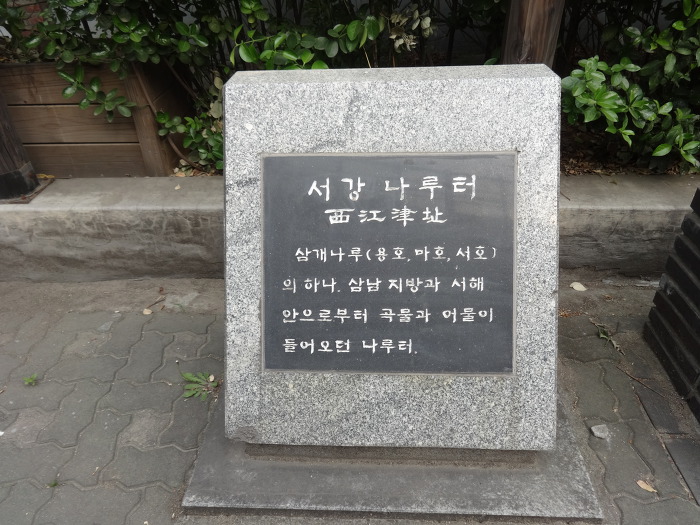 서강 나루터
西江津址
삼개나루(용호,마호,서호)
의 하나. 삼남 지방과 서해
안으로부터 곡물과 어물이
들어오던 나루터.